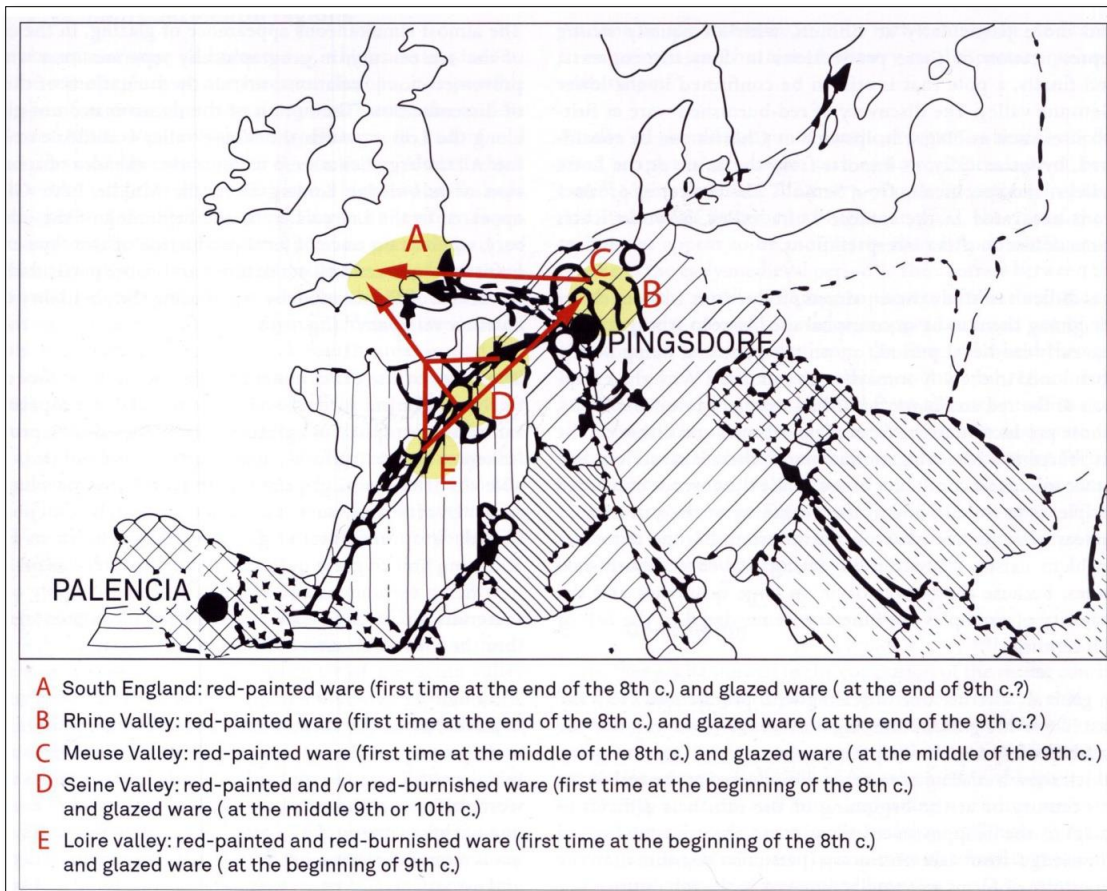 A
C
B
PINGSDORF
D
E
PALENCIA
A South England: red-painted ware (first time at the end of the 8th c.) and glazed ware ( at the end of 9th c.?)
B Rhine Valley: red-painted ware (first time at the end of the 8th c.) and glazed ware ( at the end of the 9th c.? )
C Meuse Valley: red-painted ware (first time at the middle of the 8th c.) and glazed ware ( at the middle of the 9th c. )
D Seine Valley: red-painted and /or red-burnished ware (first time at the beginning of the 8th c.)
and glazed ware ( at the middle 9th or 10th c.)
E Loire valley: red-painted and red-burnished ware (first time at the beginning of the 8th c.)
and glazed ware ( at the beginning of 9th c.)